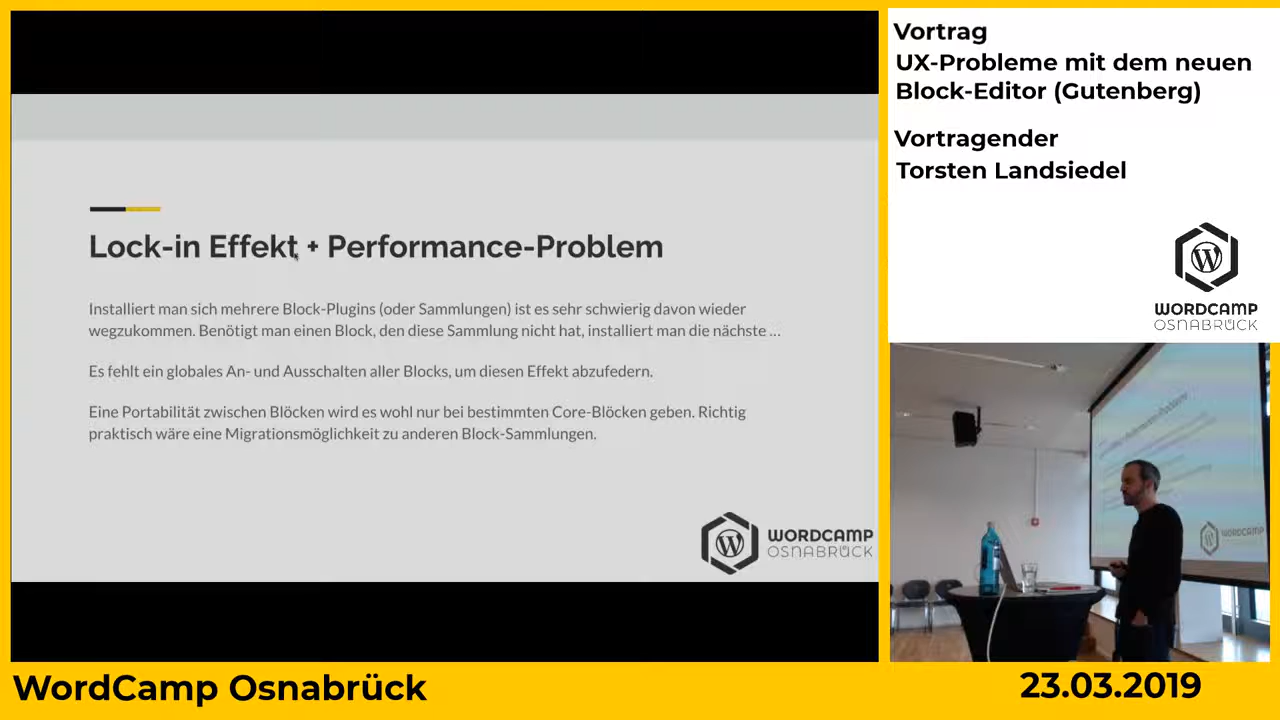 Lock-in Effekt + Performance-Problem
Installiert man sich mehrere Block-Plugins (oder Sammlungen) ist es sehr schwierig davon wieder
wegzukommen. Benötigt man einen Block, den diese Sammlung nicht hat, installiert man die nächste ...
Es fehlt ein globales An- und Ausschalten aller Blocks, um diesen Effekt abzufedern.
Eine Portabilität zwischen Blöcken wird es wohl nur bei bestimmten Core-Blöcken geben. Richtig
praktisch wäre eine Migrationsmöglichkeit zu anderen Block-Sammlungen.
WORDCAMP
OSNABRÜCK
Vortrag
UX-Probleme mit dem neuen
Block-Editor (Gutenberg)
Vortragender
Torsten Landsiedel
WORDCAMP
OSNABRÜCK
WORDCAMP
WordCamp Osnabrück
23.03.2019